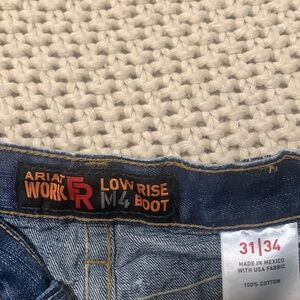 ARIAT
WORK FR
LOW RISE
M4 BOOT
31|34
MADE IN MEXICO
WITH USA FABRIC
100% COTTON